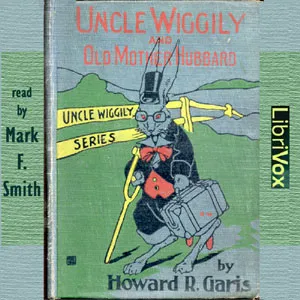 UNCLE WIGGILY
AND
OLD MOTHER HUBBARD
UNCLE WIGGILY
SERIES
by
Howard R. Garis
read
by
Mark
F.
Smith
LibriVox